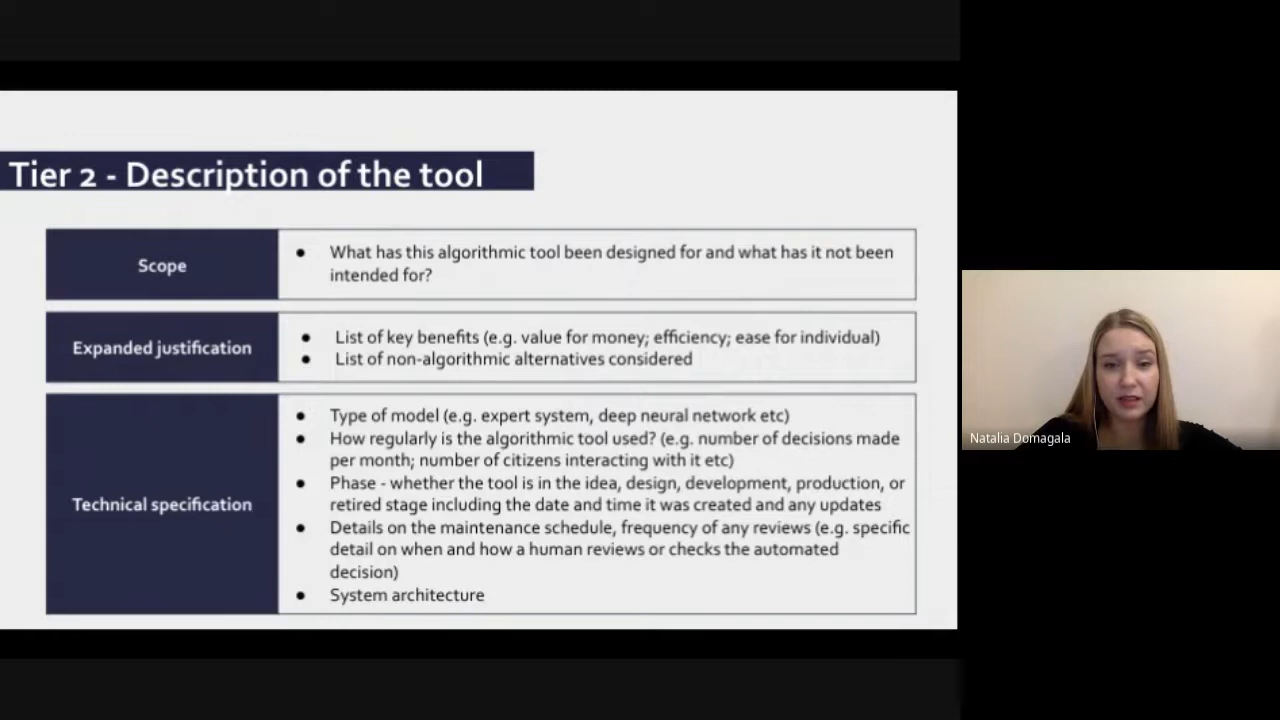 Tier 2 - Description of the tool
Scope
● What has this algorithmic tool been designed for and what has it not been
intended for?
Expanded justification
● List of key benefits (e.g. value for money; efficiency; ease for individual)
● List of non-algorithmic alternatives considered
Technical specification
● Type of model (e.g. expert system, deep neural network etc)
● How regularly is the algorithmic tool used? (e.g. number of decisions made
per month; number of citizens interacting with it etc)
● Phase - whether the tool is in the idea, design, development, production, or
retired stage including the date and time it was created and any updates
● Details on the maintenance schedule, frequency of any reviews (e.g. specific
detail on when and how a human reviews or checks the automated
decision)
● System architecture
Natalia Domagala